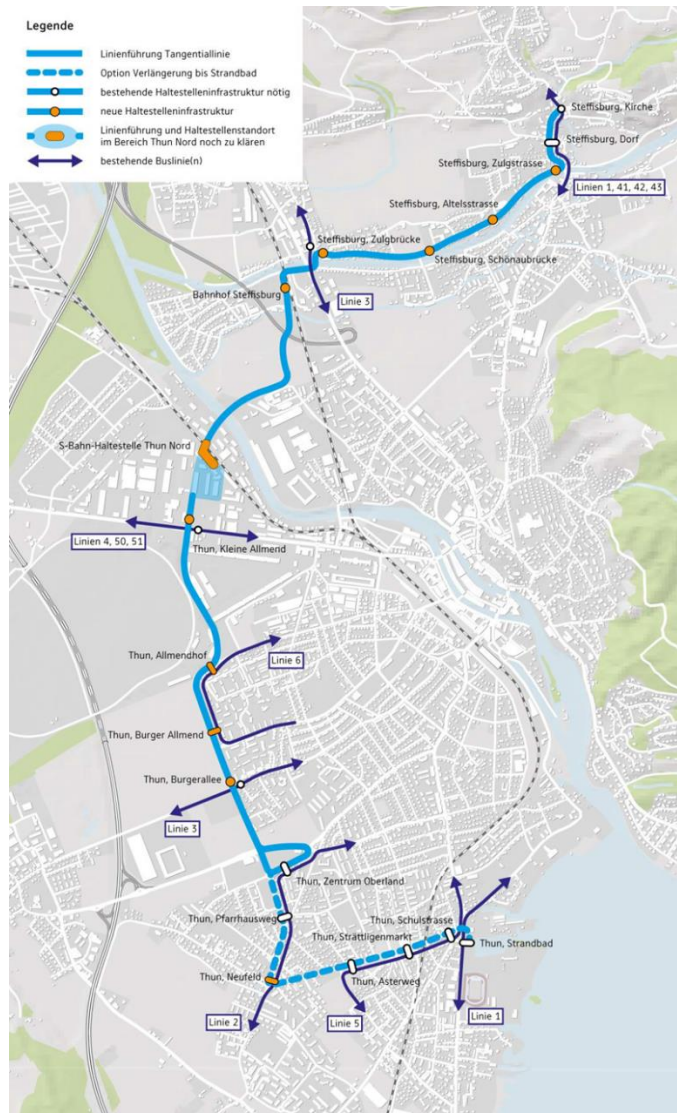 Legende
Linienführung Tangentiallinie
Option Verlängerung bis Strandbad
bestehende Haltestelleninfrastruktur nötig
neue Haltestelleninfrastruktur
Linienführung und Haltestellenstandort
im Bereich Thun Nord noch zu klären
bestehende Buslinie(n)
Steffisburg, Kirche
Steffisburg, Dorf
Steffisburg, Zulgstrasse
Linien 1, 41, 42, 43
Steffisburg, Altelsstrasse
Steffisburg, Zulgbrücke
Steffisburg, Schönaubrücke
Bahnhof Steffisburg
Linie 3
S-Bahn-Haltestelle Thun Nord
Linien 4, 50, 51
Thun, Kleine Allmend
Thun, Allmendhof
Linie 6
Thun, Burger Allmend
Thun, Burgerallee
Linie 3
Thun, Zentrum Oberland
Thun, Pfarrhausweg
Thun, Schulstrasse
Thun, Strättligenmarkt
Thun, Strandbad
Thun, Neufeld
Thun, Asterweg
Linie 2
Linie 5
Linie 1